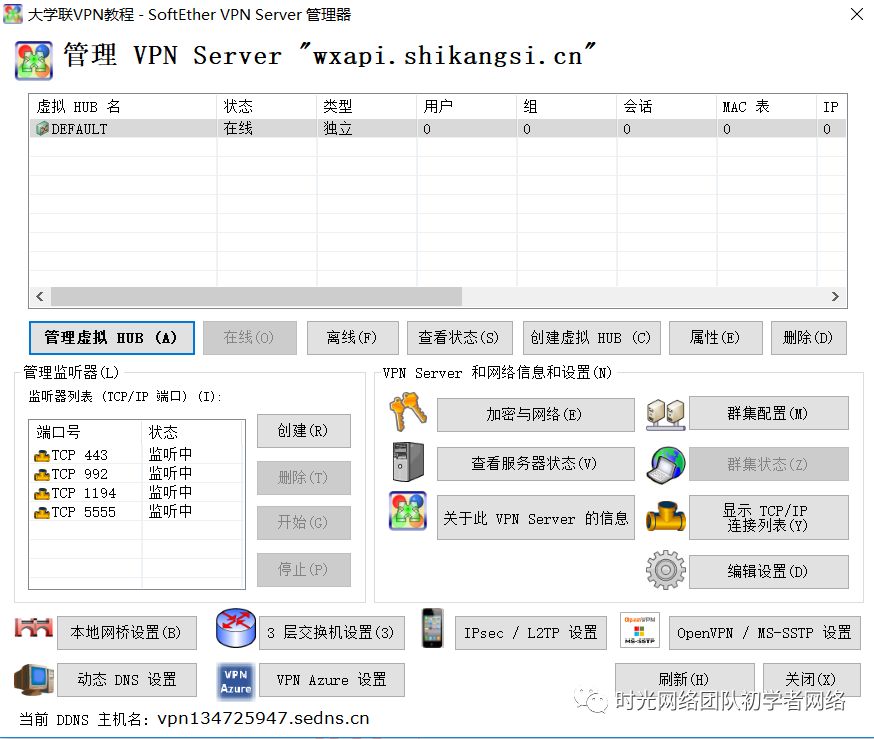 大学联VPN教程 - SoftEther VPN Server 管理器
管理 VPN Server "wxapi.shikangsi.cn"
虚拟 HUB 名 状态 类型 用户 组 会话 MAC 表 IP
DEFAULT 在线 独立 0 0 0 0 0
管理虚拟 HUB (A) 在线(O) 离线(F) 查看状态(S) 创建虚拟 HUB (C) 属性(E) 删除(D)
管理监听器(L)
监听器列表 (TCP/IP 端口) (I):
端口号 状态
TCP 443 监听中
TCP 992 监听中
TCP 1194 监听中
TCP 5555 监听中
创建(R)
删除(T)
开始(G)
停止(P)
VPN Server 和网络信息和设置(N)
加密与网络(E) 群集配置(M)
查看服务器状态(V) 群集状态(Z)
关于此 VPN Server 的信息 显示 TCP/IP
连接列表(Y)
编辑设置(D)
本地网桥设置(B) 3 层交换机设置(3) IPsec / L2TP 设置 OpenVPN MS-SSTP OpenVPN / MS-SSTP 设置
动态 DNS 设置 VPN Azure VPN Azure 设置 刷新(H) 关闭(X)
时光网络团队初学者网络
当前 DDNS 主机名: vpn134725947.sedns.cn